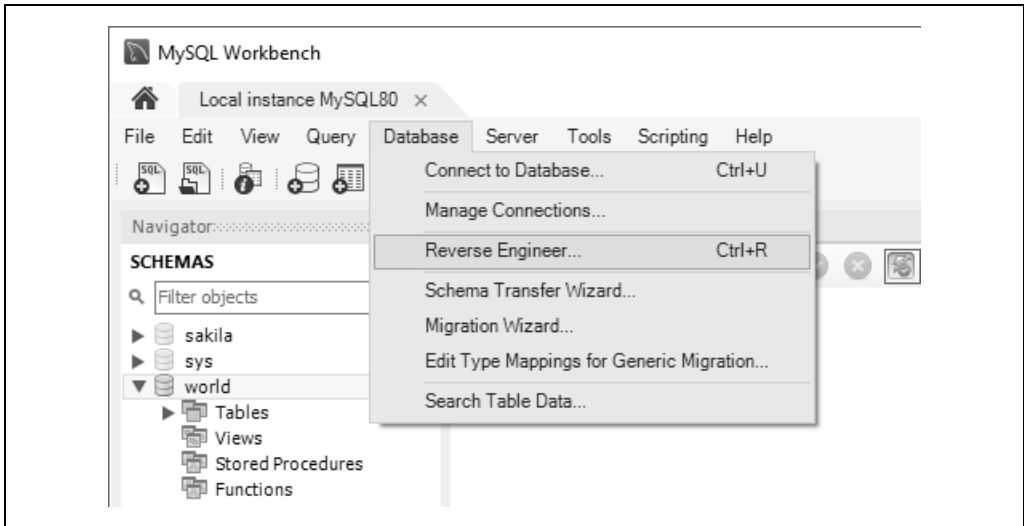 MySQL Workbench
Local instance MySQL80 ×
File Edit View Query Database Server Tools Scripting Help
SQL SQL
Connect to Database... Ctrl+U
Manage Connections...
Navigator
Reverse Engineer... Ctrl+R
SCHEMAS
Schema Transfer Wizard...
Filter objects
Migration Wizard...
sakila
Edit Type Mappings for Generic Migration...
sys
world
Search Table Data...
Tables
Views
Stored Procedures
Functions